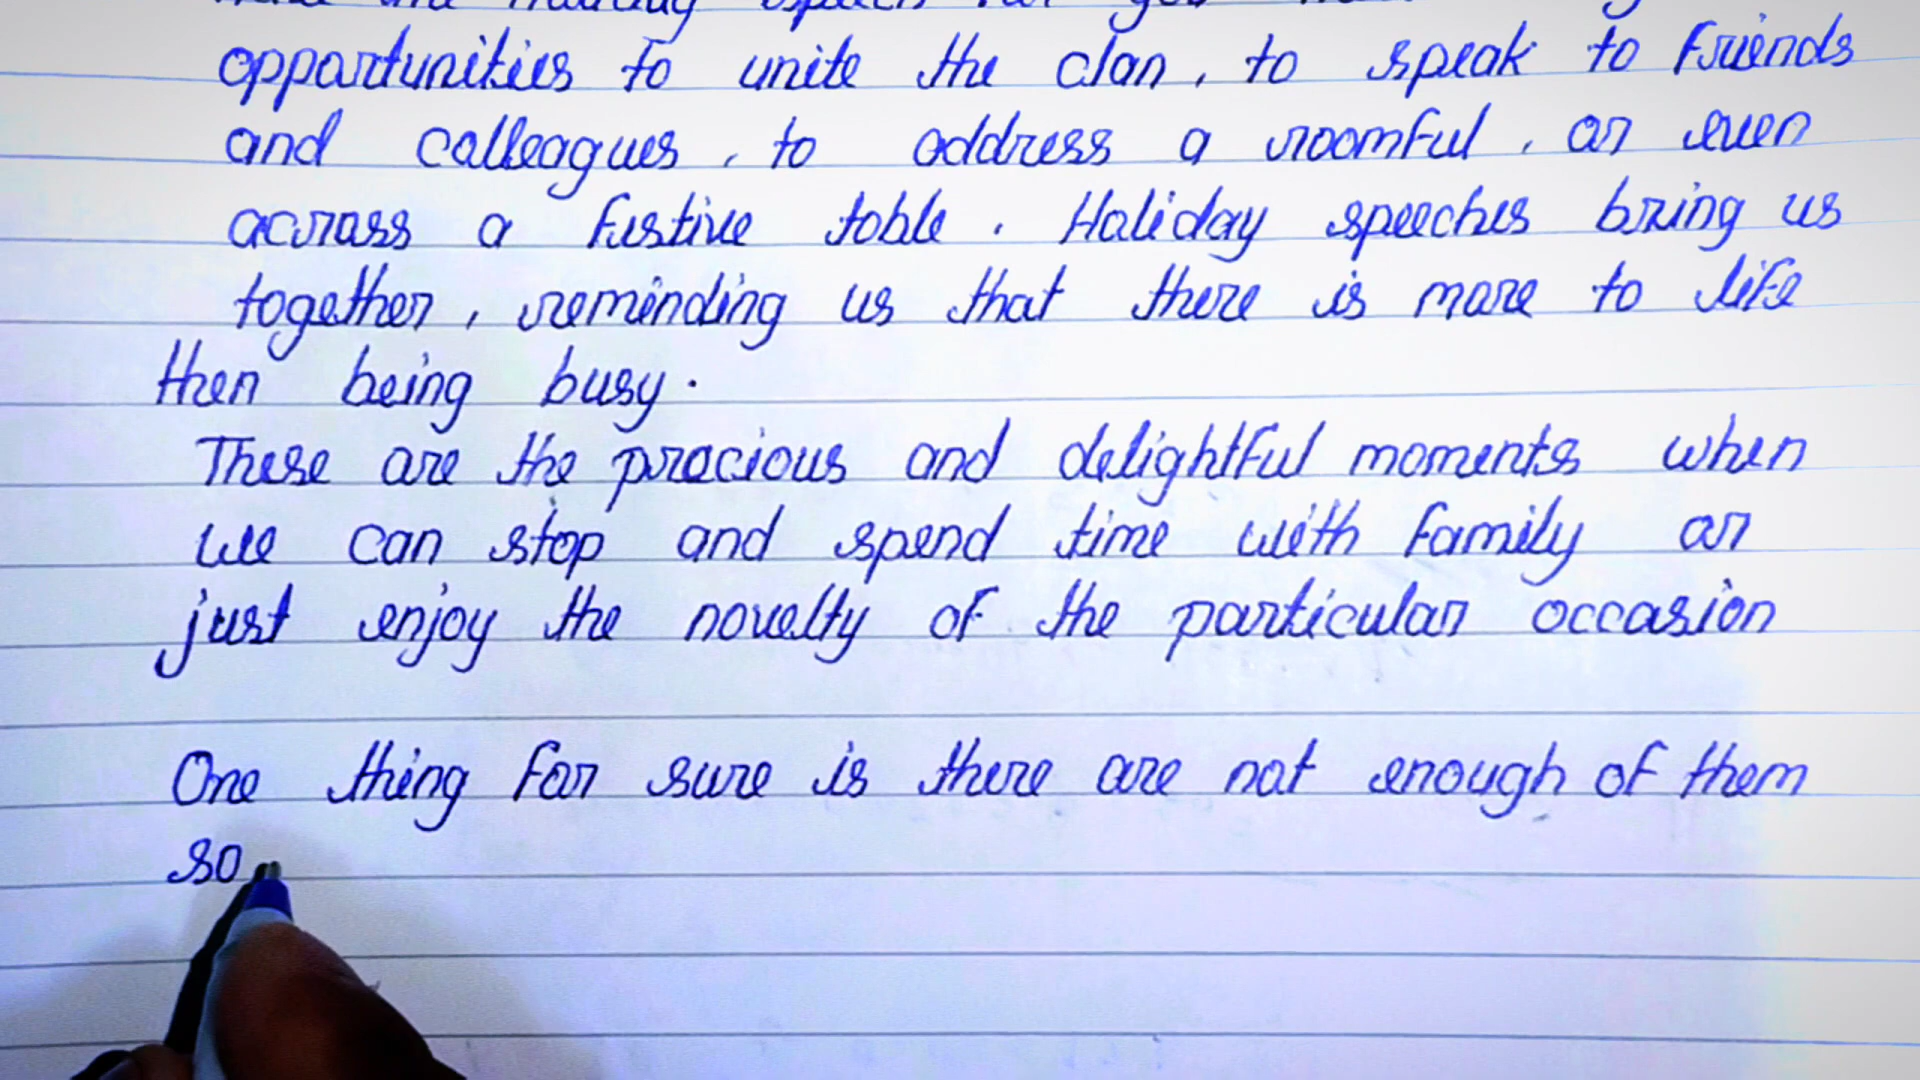 opportunities to unite the clan, to speak to friends
and colleagues, to address a roomful, or even
across a festive table. Holiday speeches bring us
together, reminding us that there is more to life
then being busy.
These are the precious and delightful moments when
we can stop and spend time with family or
just enjoy the novelty of the particular occasion
One thing for sure is there are not enough of them
so